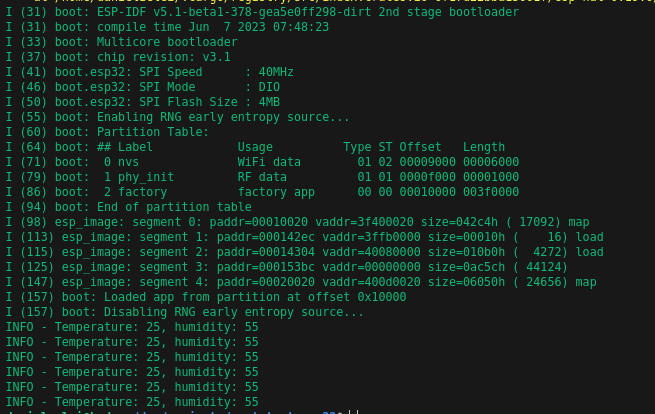 I (31) boot: ESP-IDF v5.1-beta1-378-gea5e0ff298-dirt 2nd stage bootloader
I (31) boot: compile time Jun  7 2023 07:48:23
I (33) boot: Multicore bootloader
I (37) boot: chip revision: v3.1
I (41) boot.esp32: SPI Speed      : 40MHz
I (46) boot.esp32: SPI Mode       : DIO
I (50) boot.esp32: SPI Flash Size : 4MB
I (55) boot: Enabling RNG early entropy source...
I (60) boot: Partition Table:
I (64) boot: ## Label            Usage          Type ST Offset   Length
I (71) boot:  0 nvs              WiFi data        01 02 00009000 00006000
I (79) boot:  1 phy_init         RF data          01 01 0000f000 00001000
I (86) boot:  2 factory          factory app      00 00 00010000 003f0000
I (94) boot: End of partition table
I (98) esp_image: segment 0: paddr=00010020 vaddr=3f400020 size=042c4h ( 17092) map
I (113) esp_image: segment 1: paddr=000142ec vaddr=3ffb0000 size=00010h (    16) load
I (115) esp_image: segment 2: paddr=00014304 vaddr=40080000 size=010b0h (  4272) load
I (125) esp_image: segment 3: paddr=000153bc vaddr=00000000 size=0ac5ch ( 44124)
I (147) esp_image: segment 4: paddr=00020020 vaddr=400d0020 size=06050h ( 24656) map
I (157) boot: Loaded app from partition at offset 0x10000
I (157) boot: Disabling RNG early entropy source...
INFO - Temperature: 25, humidity: 55
INFO - Temperature: 25, humidity: 55
INFO - Temperature: 25, humidity: 55
INFO - Temperature: 25, humidity: 55
INFO - Temperature: 25, humidity: 55
INFO - Temperature: 25, humidity: 55